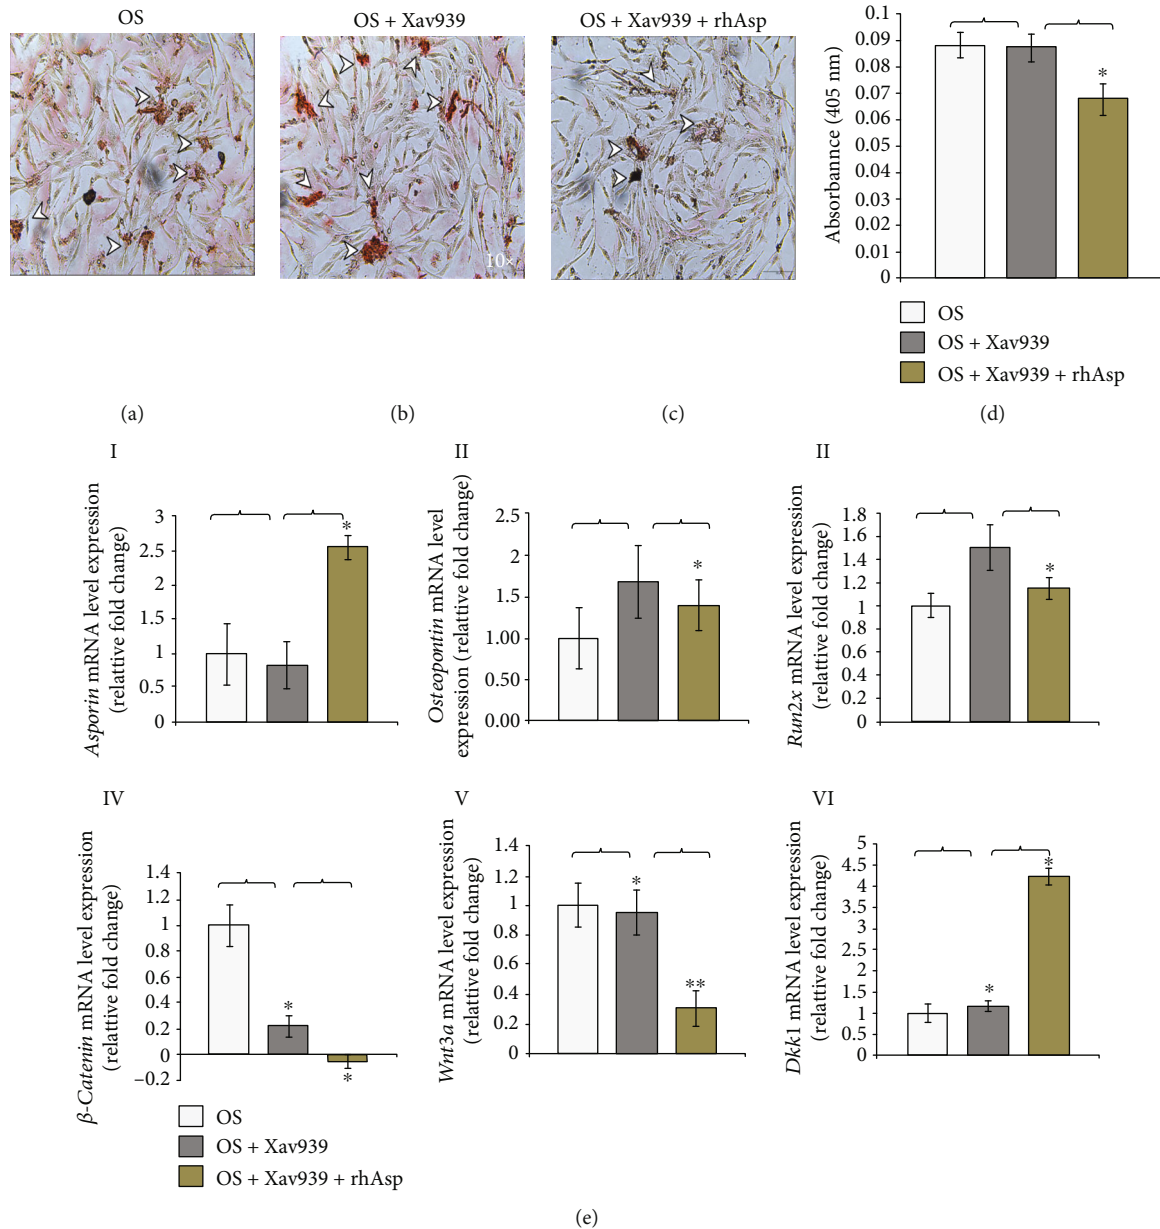 OS
OS + Xav939
OS + Xav939 + rhAsp
10×
(a)
(b)
(c)
Absorbance (405 nm)
0.1
0.09
0.08
0.07
0.06
0.05
0.04
0.03
0.02
0.01
0
*
OS
OS + Xav939
OS + Xav939 + rhAsp
(d)
I
Asporin mRNA level expression
(relattive fold change)
3
2.5
2
1.5
1
0.5
0
*
II
Osteopontin mRNA level
expression (relative fold change)
2.5
2.0
1.5
1.00
0.5
0.00
*
II
Run2x mRNA level expression
(relative fold change)
1.8
1.6
1.4
1.2
1
0.8
0.6
0.4
0.2
0
*
IV
β-Catenin mRNA level expression
(relative fold change)
1.4
1.2
1
0.8
0.6
0.4
0.2
0
−0.2
*
*
V
Wnt3a mRNA level expression
(relative fold change)
1.4
1.2
1
0.8
0.6
0.4
0.2
0
*
**
VI
Dkk1 mRNA level expression
(relative fold change)
5
4.5
4
3.5
3
2.5
2
1.5
1
0.5
0
*
*
OS
OS + Xav939
OS + Xav939 + rhAsp
(e)